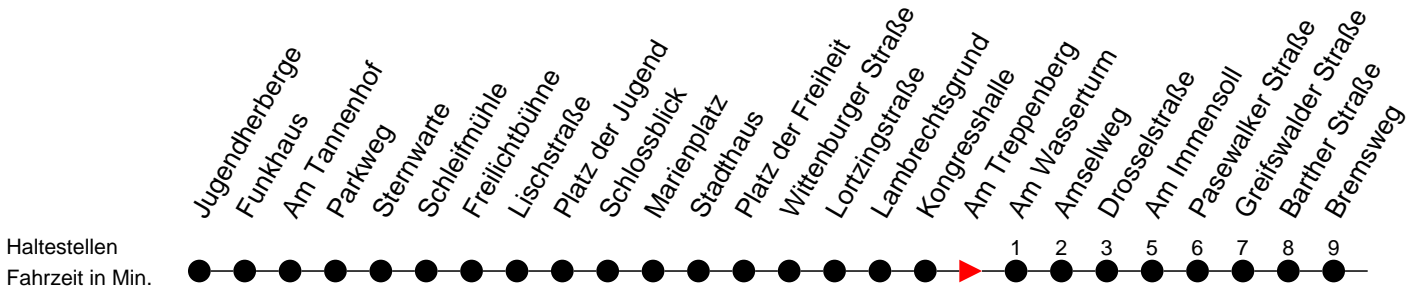 Jugendherberge
Funkhaus
Am Tannenhof
Parkweg
Sternwarte
Schleifmühle
Freilichtbühne
Lischstraße
Platz der Jugend
Schlossblick
Marienplatz
Stadthaus
Platz der Freiheit
Wittenburger Straße
Lortzingstraße
Lambrechtsgrund
Kongresshalle
Am Treppenberg
Am Wasserturm
Amselweg
Drosselstraße
Am Immensoll
Pasewalker Straße
Greifswalder Straße
Barther Straße
Bremsweg
Haltestellen 1 2 3 5 6 7 8 9
Fahrzeit in Min.